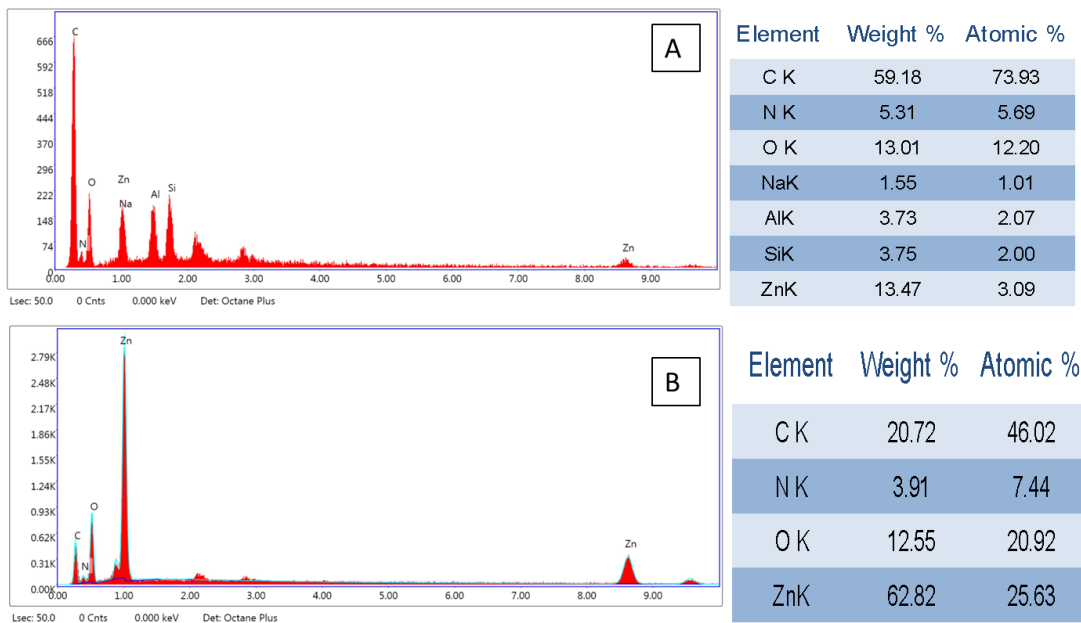 A
666
592
518
444
370
296
222
148
74
0
C
N
O
Zn
Na
Al
Si
Zn
0.00 1.00 2.00 3.00 4.00 5.00 6.00 7.00 8.00 9.00
Lsec: 50.0 0 Cnts 0.000 keV Det: Octane Plus
Element Weight % Atomic %
C K 59.18 73.93
N K 5.31 5.69
O K 13.01 12.20
NaK 1.55 1.01
AlK 3.73 2.07
SiK 3.75 2.00
ZnK 13.47 3.09
B
2.79K
2.48K
2.17K
1.86K
1.55K
1.24K
0.93K
0.62K
0.31K
0.00K
C
N
O
Zn
Zn
0.00 1.00 2.00 3.00 4.00 5.00 6.00 7.00 8.00 9.00
Lsec: 50.0 0 Cnts 0.000 keV Det: Octane Plus
Element Weight % Atomic %
C K 20.72 46.02
N K 3.91 7.44
O K 12.55 20.92
ZnK 62.82 25.63